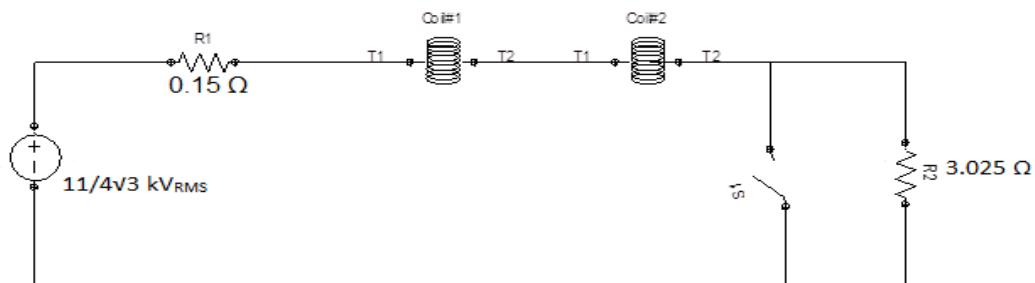 Coil#1
Coil#2
R1
T1
T2
T1
T2
0.15 Ω
11/4√3 kVRMS
S1
R2
3.025 Ω